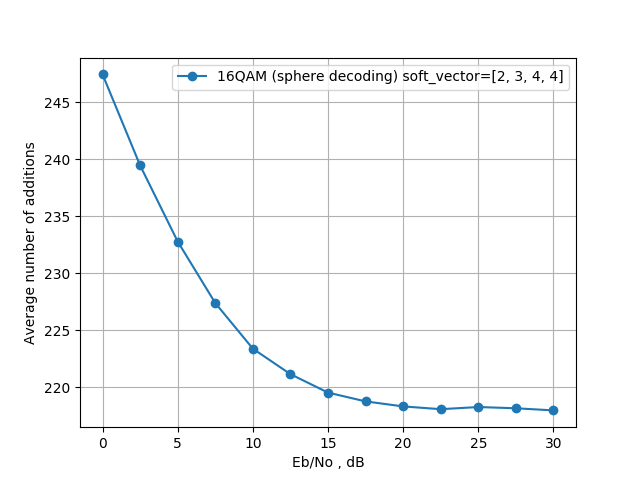 16QAM (sphere decoding) soft_vector=[2, 3, 4, 4]
245
240
235
230
225
220
Average number of additions
0 5 10 15 20 25 30
Eb/No , dB